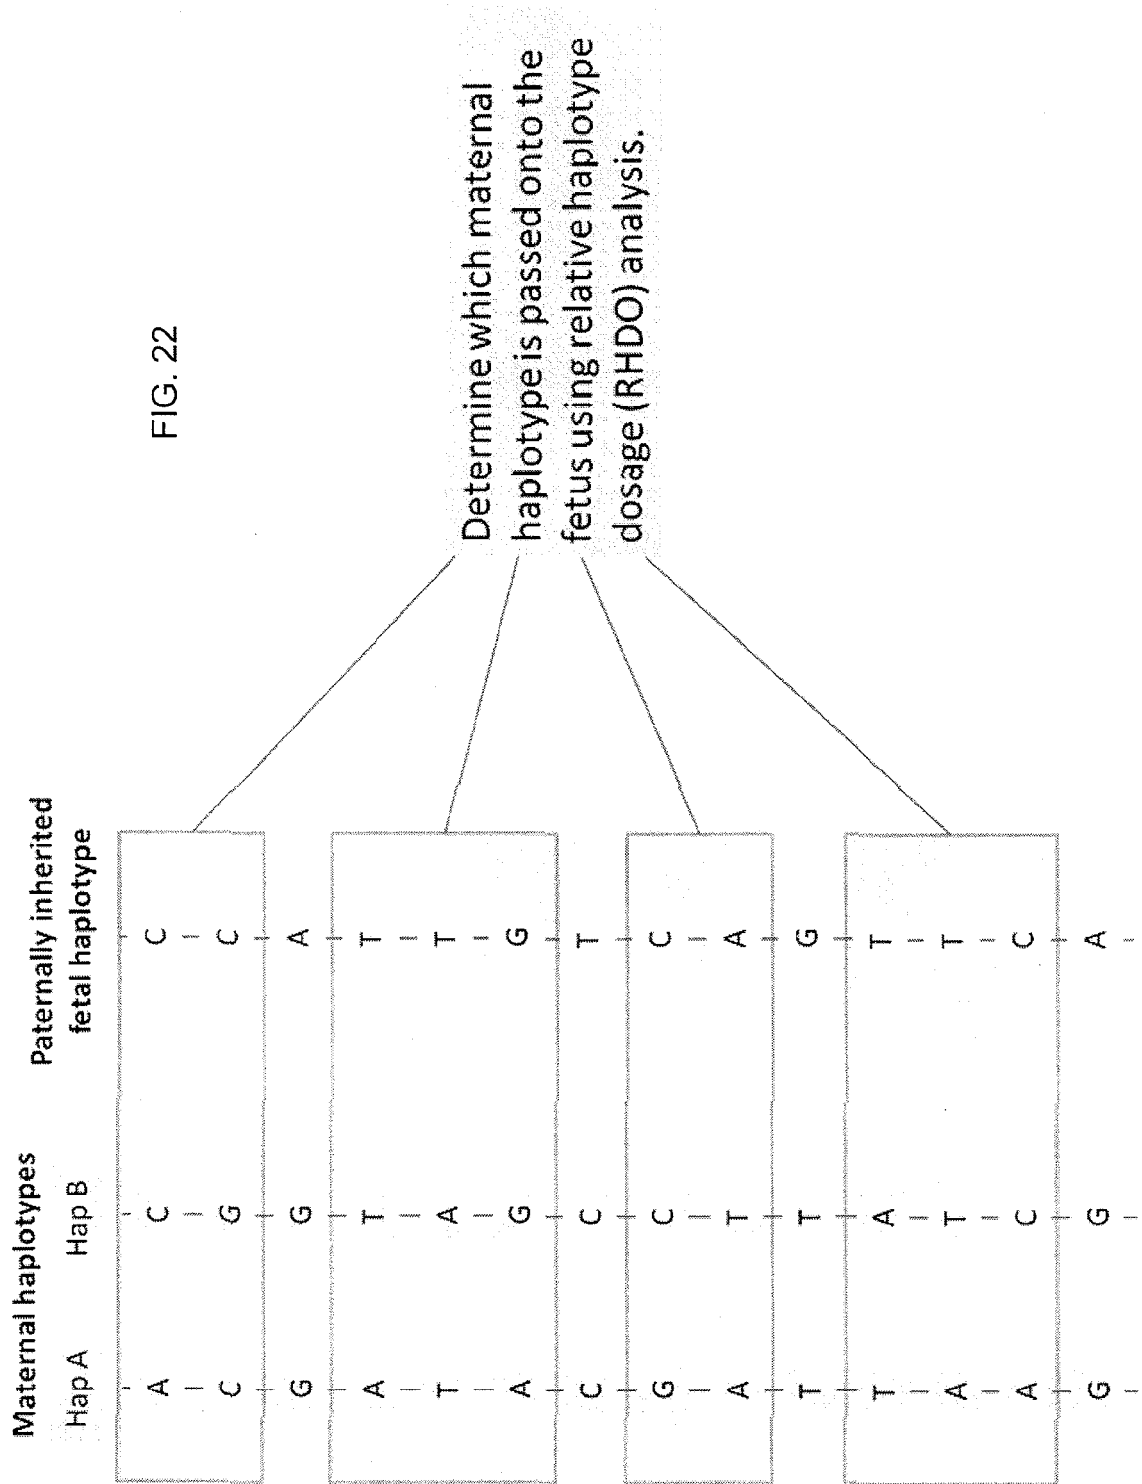 FIG. 22
Maternal haplotypes
Hap A Hap B
Paternally inherited
fetal haplotype
A C C
C G C
G G A
A T T
T A T
A G G
C C T
G C C
A T A
T T G
T A T
A T T
A C C
G G A
Determine which maternal
haplotype is passed onto the
fetus using relative haplotype
dosage (RHDO) analysis.